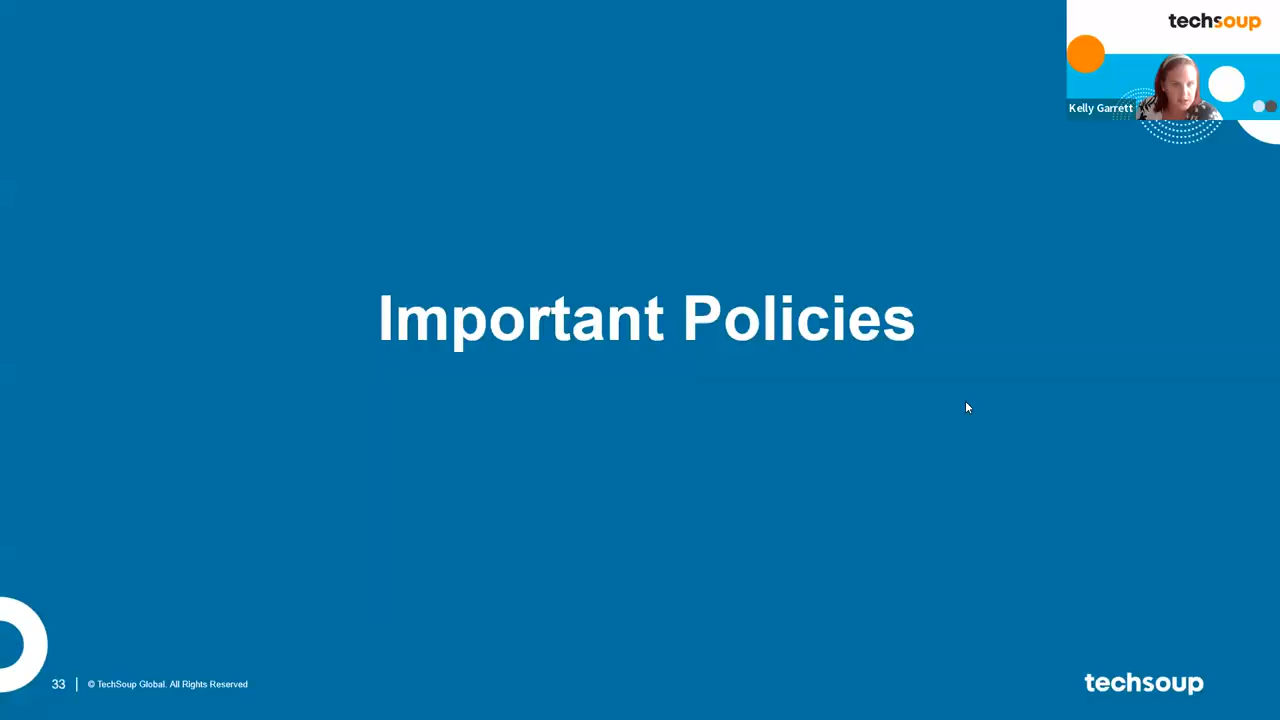 techsoup
Kelly Garrett
Important Policies
33
© TechSoup Global. All Rights Reserved
techsoup